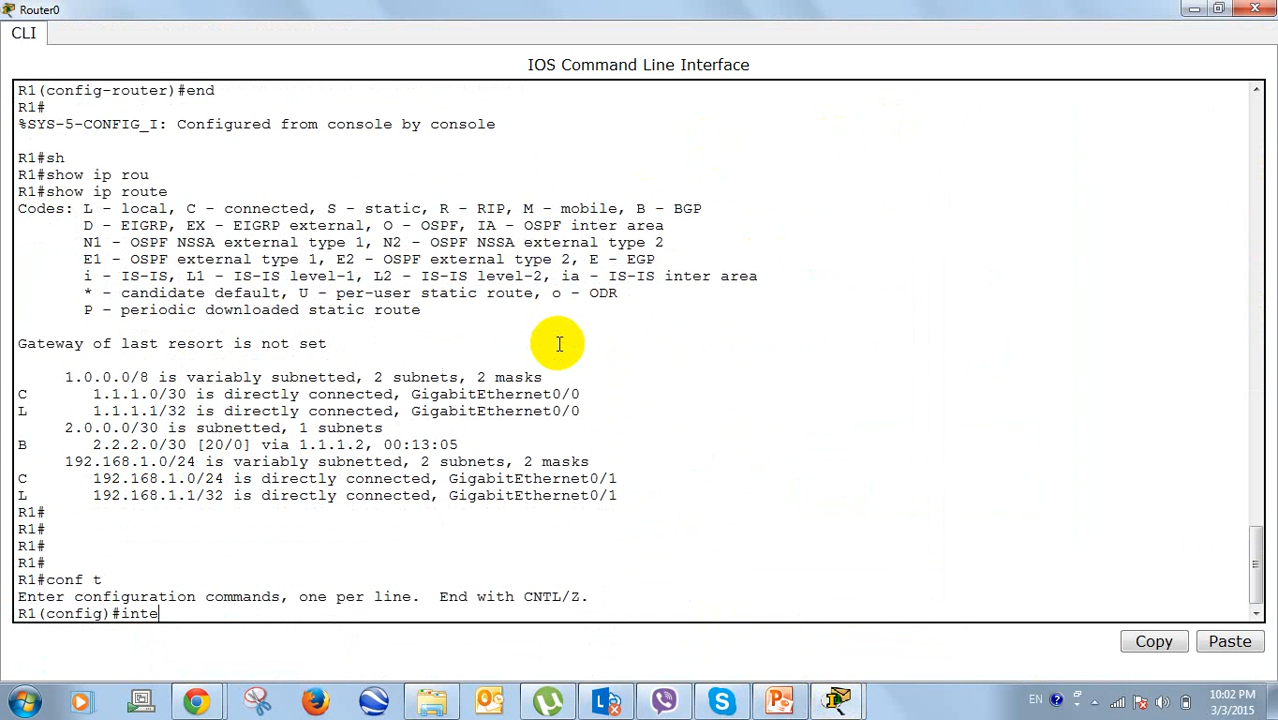 Router0
CLI
IOS Command Line Interface
R1(config-router)#end
R1#
%SYS-5-CONFIG_I: Configured from console by console
R1#sh
R1#show ip rou
R1#show ip route
Codes: L - local, C - connected, S - static, R - RIP, M - mobile, B - BGP
D - EIGRP, EX - EIGRP external, O - OSPF, IA - OSPF inter area
N1 - OSPF NSSA external type 1, N2 - OSPF NSSA external type 2
E1 - OSPF external type 1, E2 - OSPF external type 2, E - EGP
i - IS-IS, L1 - IS-IS level-1, L2 - IS-IS level-2, ia - IS-IS inter area
* - candidate default, U - per-user static route, o - ODR
P - periodic downloaded static route
Gateway of last resort is not set
1.0.0.0/8 is variably subnetted, 2 subnets, 2 masks
C 1.1.1.0/30 is directly connected, GigabitEthernet0/0
L 1.1.1.1/32 is directly connected, GigabitEthernet0/0
2.0.0.0/30 is subnetted, 1 subnets
B 2.2.2.0/30 [20/0] via 1.1.1.2, 00:13:05
192.168.1.0/24 is variably subnetted, 2 subnets, 2 masks
C 192.168.1.0/24 is directly connected, GigabitEthernet0/1
L 192.168.1.1/32 is directly connected, GigabitEthernet0/1
R1#
R1#
R1#
R1#
R1#conf t
Enter configuration commands, one per line. End with CNTL/Z.
R1(config)#inte
Copy Paste
EN 10:02 PM
3/3/2015